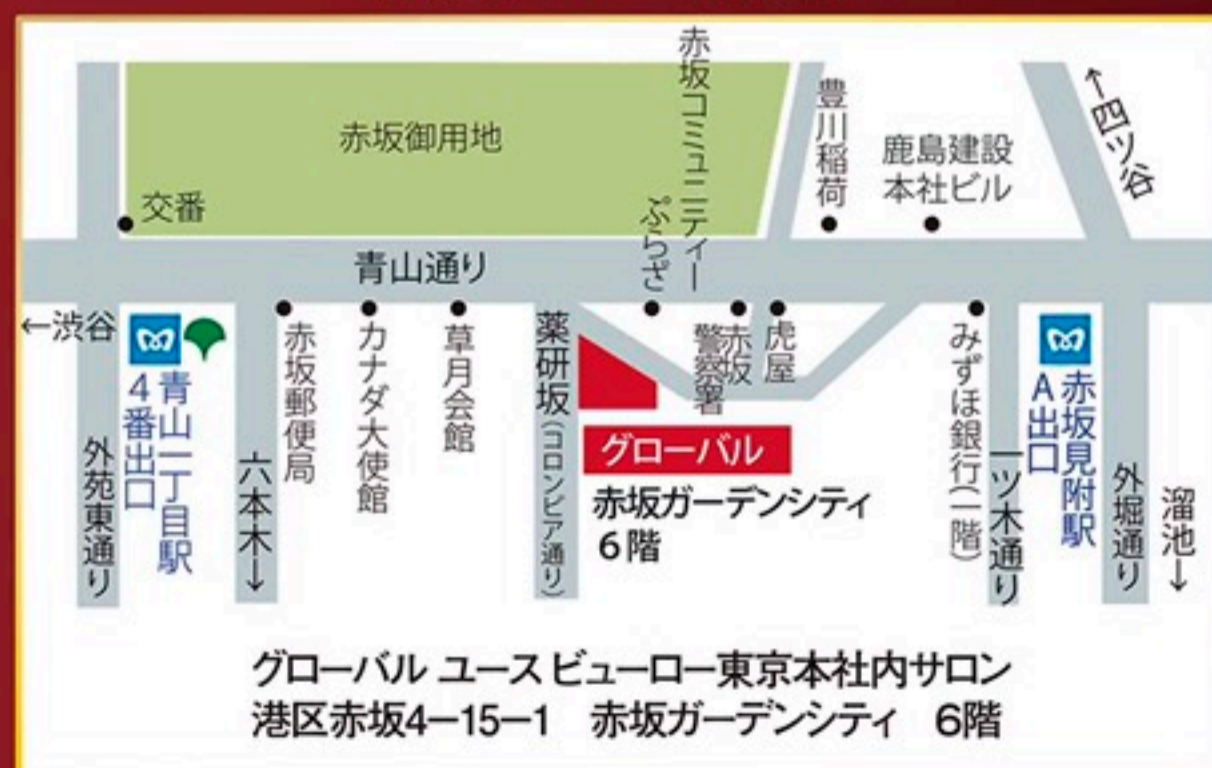 赤坂御用地
交番
赤坂コミュニティー
ぷらざ
豊川稲荷
鹿島建設
本社ビル
←四ツ谷
青山通り
←渋谷
外苑東通り
青山一丁目駅
4番出口
六本木→
赤坂郵便局
カナダ大使館
草月会館
薬研坂(コロンビア通り)
赤坂
警察署
虎屋
みずほ銀行(一階)
一ツ木通り
赤坂見附駅
A出口
外堀通り
溜池→
グローバル
赤坂ガーデンシティ
6階
グローバル ユース ビューロー東京本社内サロン
港区赤坂4−15−1 赤坂ガーデンシティ 6階